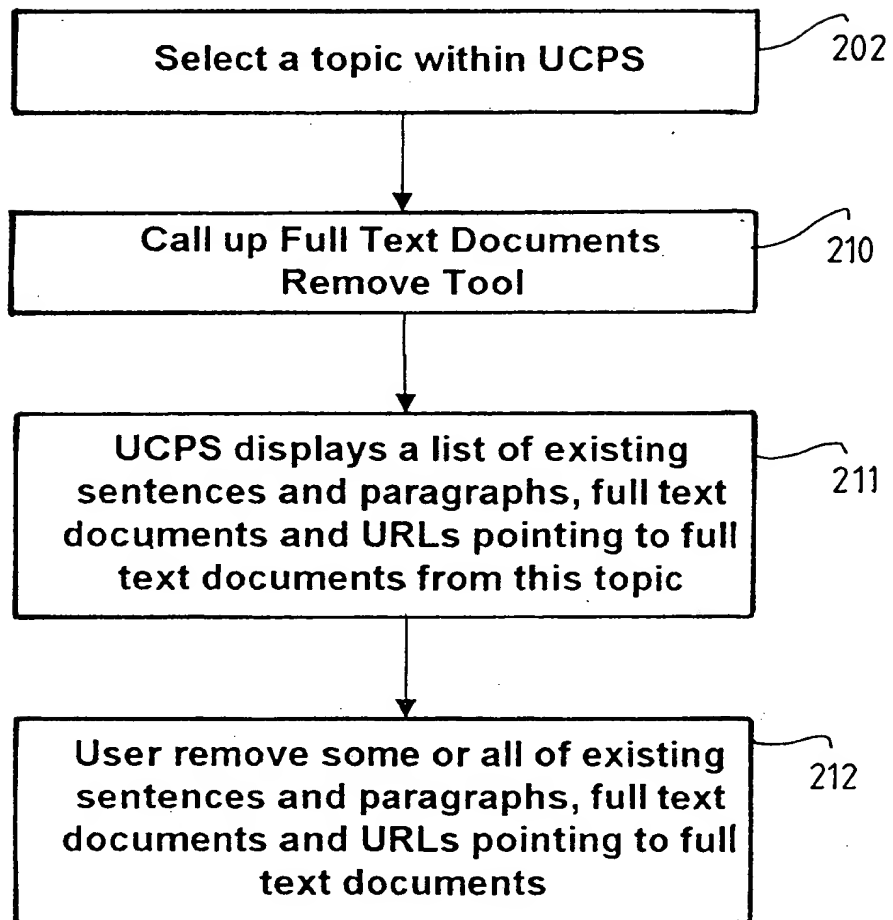 Select a topic within UCPS
202
Call up Full Text Documents
Remove Tool
210
UCPS displays a list of existing
sentences and paragraphs, full text
documents and URLs pointing to full
text documents from this topic
211
User remove some or all of existing
sentences and paragraphs, full text
documents and URLs pointing to full
text documents
212